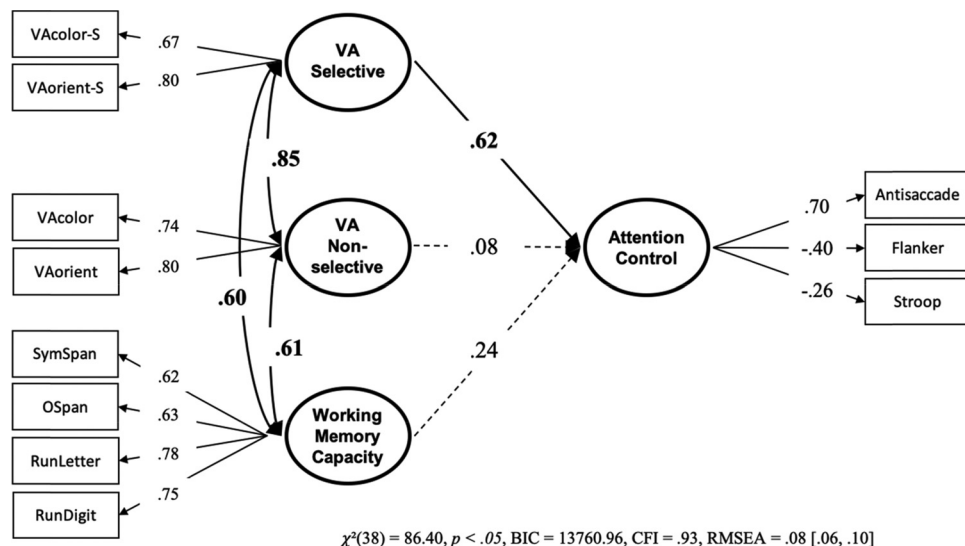 VAcolor-S
.67
VAorient-S
.80
VA
Selective
.62
.85
VAcolor
.74
VAorient
.80
VA
Non-
selective
.08
Attention
Control
.70
Antisaccade
-.40
Flanker
-.26
Stroop
.60
.61
.24
SymSpan
.62
OSpan
.63
RunLetter
.78
RunDigit
.75
Working
Memory
Capacity
χ²(38) = 86.40, p < .05, BIC = 13760.96, CFI = .93, RMSEA = .08 [.06, .10]